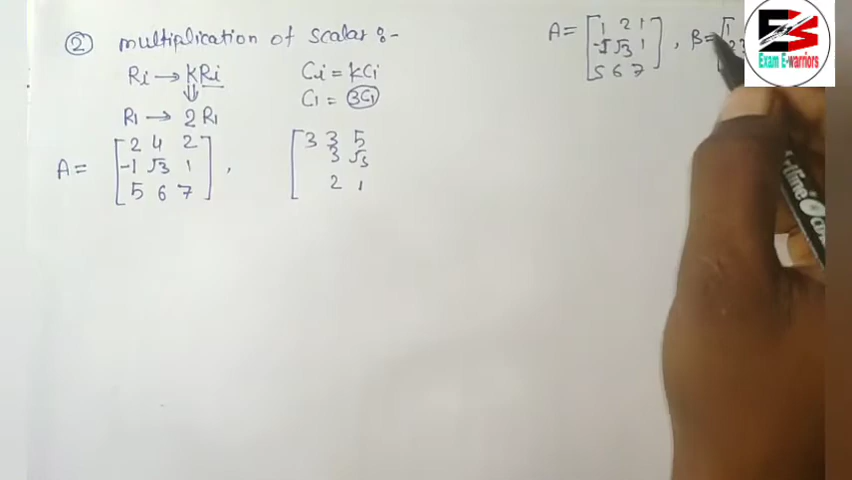 ② multiplication of scalar :-
Ri → KRi
Ci = KCi
⇓
C1 = 3C1
R1 → 2 R1
A = [ 2 4 2
-1 √3 1
5 6 7 ] ,
[ 3 3 5
3 √3
2 1
A = [ 1 2 1
√3 1
5 6 7 ] , B = [ 1
Exam E-warriors